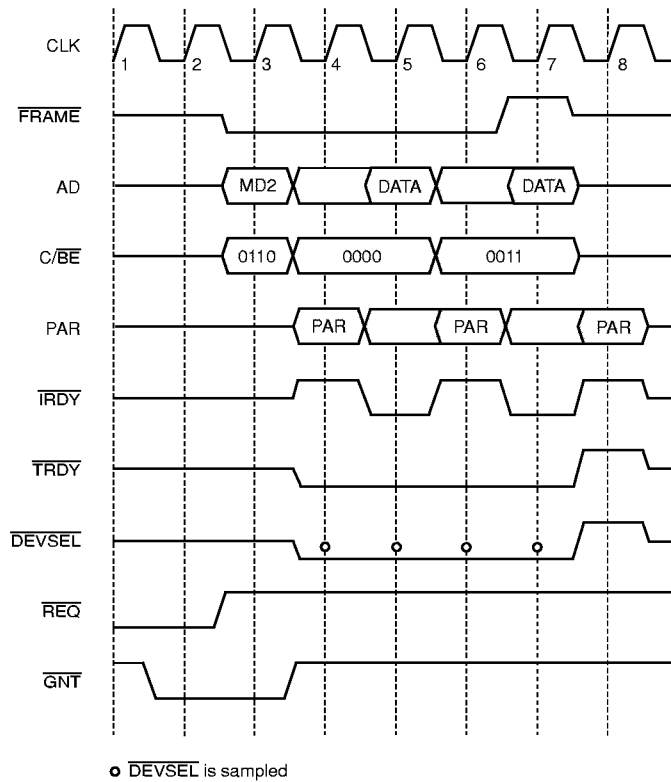 CLK
1 2 3 4 5 6 7 8
FRAME
AD
MD2 DATA DATA
C/BE
0110 0000 0011
PAR
PAR PAR PAR
IRDY
TRDY
DEVSEL
REQ
GNT
DEVSEL is sampled